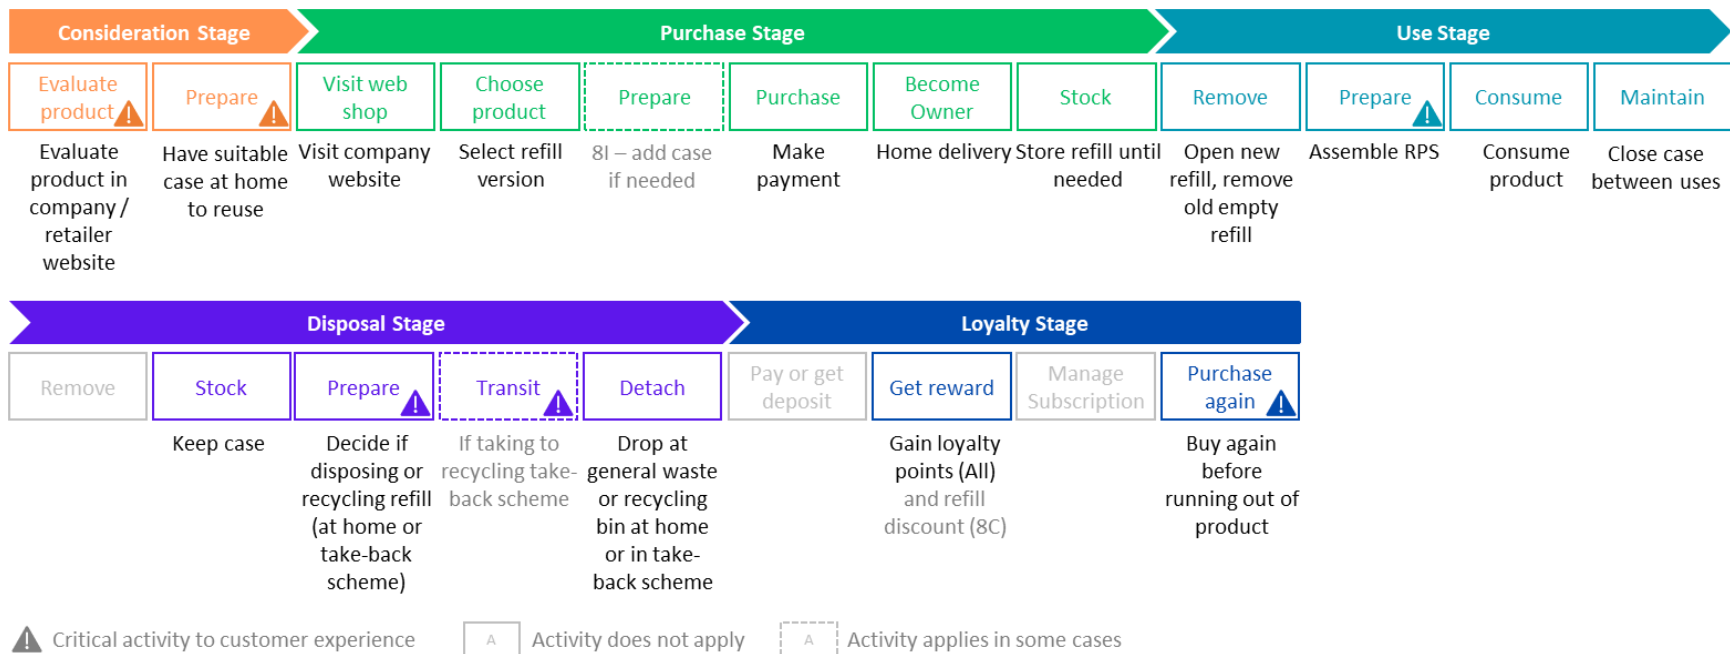 Consideration Stage
Purchase Stage
Use Stage
Evaluate
product
Prepare
Visit web
shop
Choose
product
Prepare
Purchase
Become
Owner
Stock
Remove
Prepare
Consume
Maintain
Evaluate
product in
company /
retailer
website
Have suitable
case at home
to reuse
Visit company
website
Select refill
version
8I – add case
if needed
Make
payment
Home delivery
Store refill until
needed
Open new
refill, remove
old empty
refill
Assemble RPS
Consume
product
Close case
between uses
Disposal Stage
Loyalty Stage
Remove
Stock
Prepare
Transit
Detach
Pay or get
deposit
Get reward
Manage
Subscription
Purchase
again
Keep case
Decide if
disposing or
recycling refill
(at home or
take-back
scheme)
If taking to
recycling take-
back scheme
Drop at
general waste
or recycling
bin at home
or in take-
back scheme
Gain loyalty
points (All)
and refill
discount (8C)
Buy again
before
running out of
product
Critical activity to customer experience
A
Activity does not apply
A
Activity applies in some cases